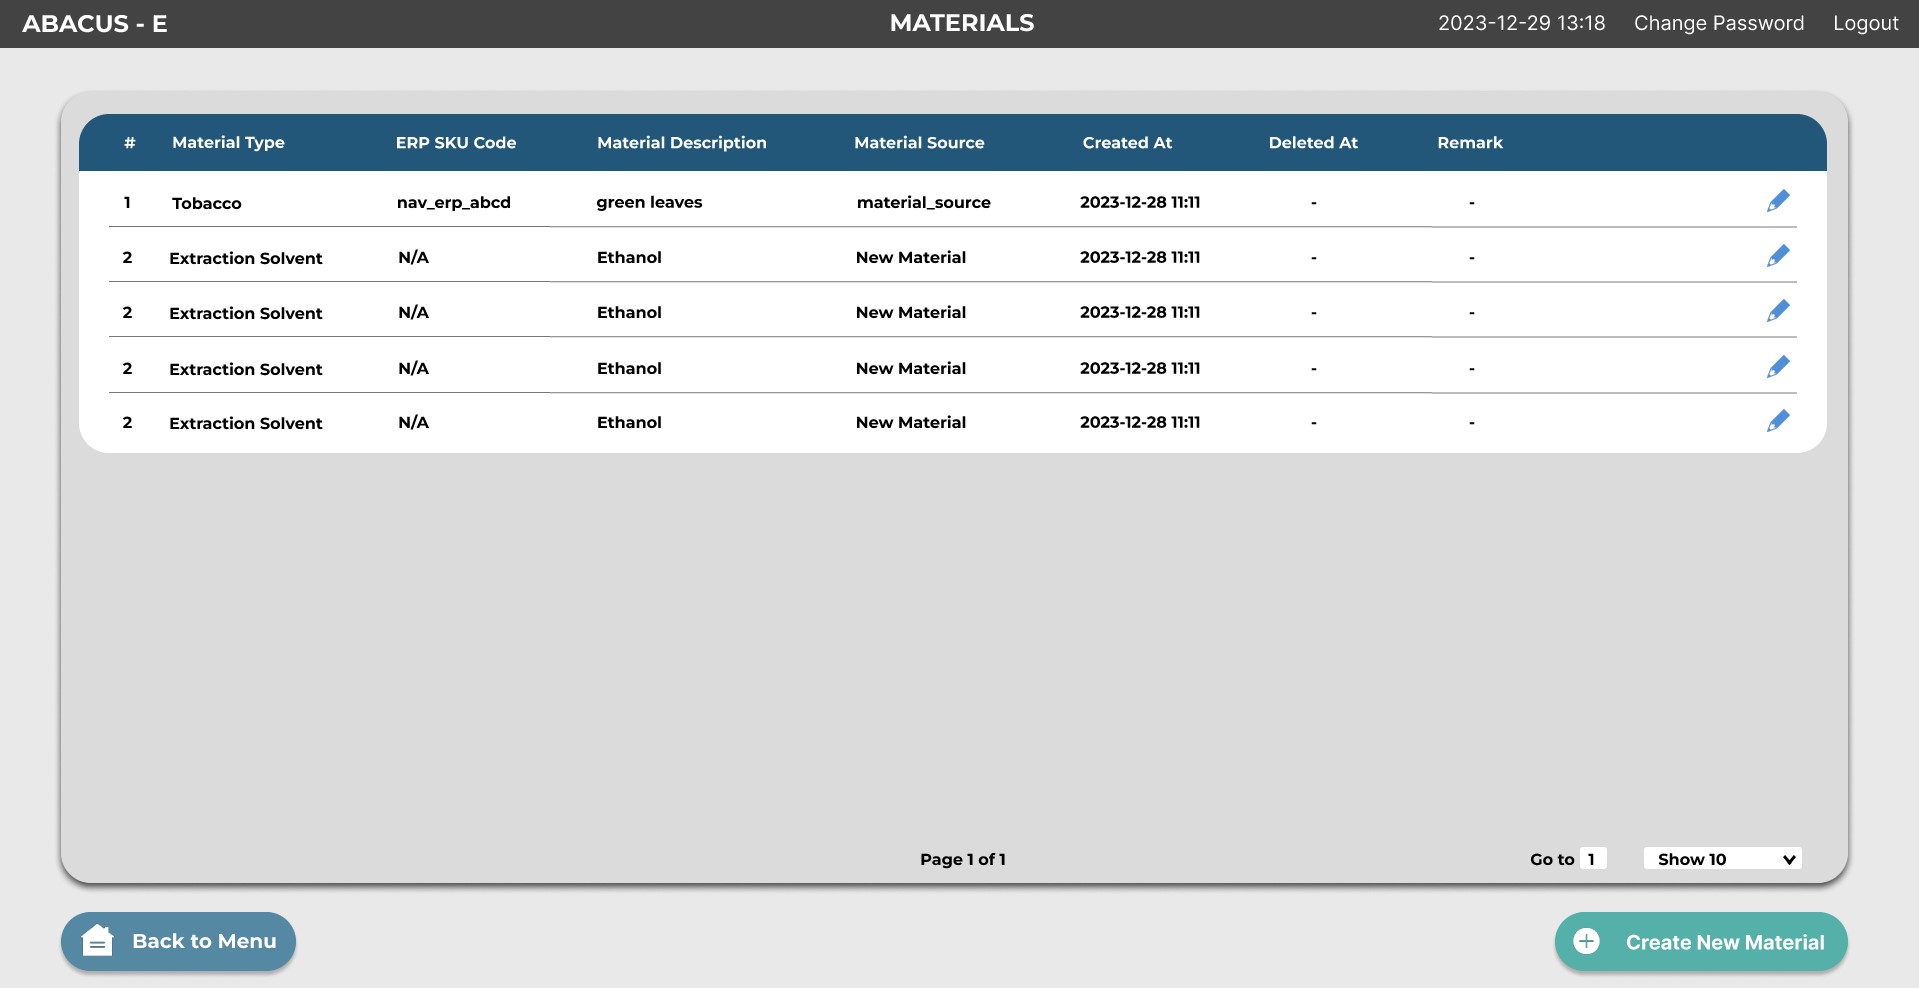 ABACUS - E MATERIALS 2023-12-29 13:18 Change Password Logout
# Material Type ERP SKU Code Material Description Material Source Created At Deleted At Remark
1 Tobacco nav_erp_abcd green leaves material_source 2023-12-28 11:11 - -
2 Extraction Solvent N/A Ethanol New Material 2023-12-28 11:11 - -
2 Extraction Solvent N/A Ethanol New Material 2023-12-28 11:11 - -
2 Extraction Solvent N/A Ethanol New Material 2023-12-28 11:11 - -
2 Extraction Solvent N/A Ethanol New Material 2023-12-28 11:11 - -
Page 1 of 1 Go to 1 Show 10
Back to Menu Create New Material